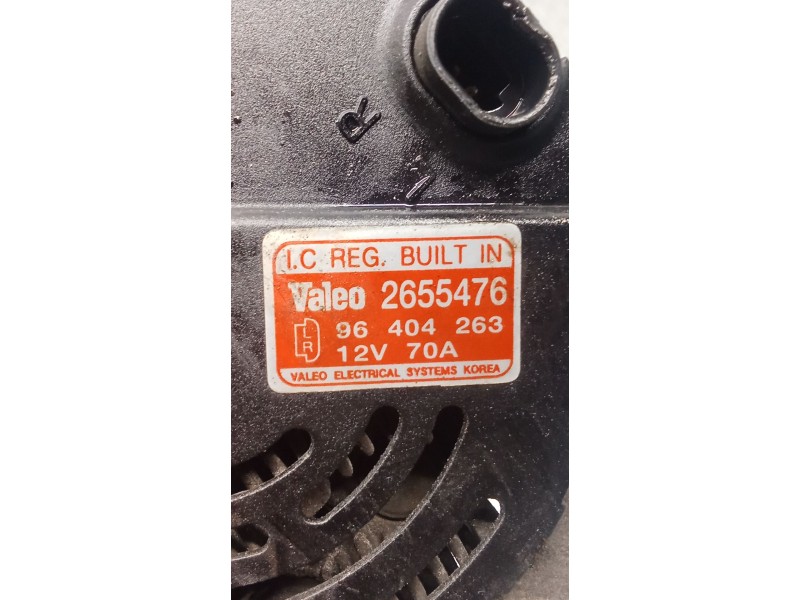 R
L
I.C REG. BUILT IN
Valeo 2655476
L
R
96 404 263
12V 70A
VALEO ELECTRICAL SYSTEMS KOREA